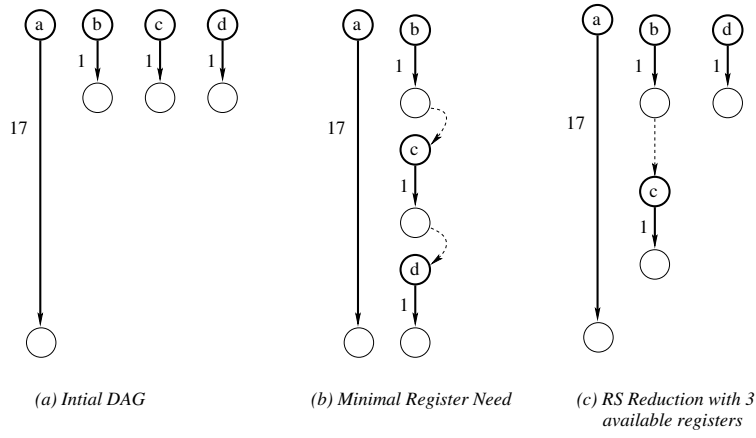 a b c d
1 1 1
17
(a) Intial DAG
a b
1
17
c
1
d
1
(b) Minimal Register Need
a b d
1 1
17
c
1
(c) RS Reduction with 3
available registers